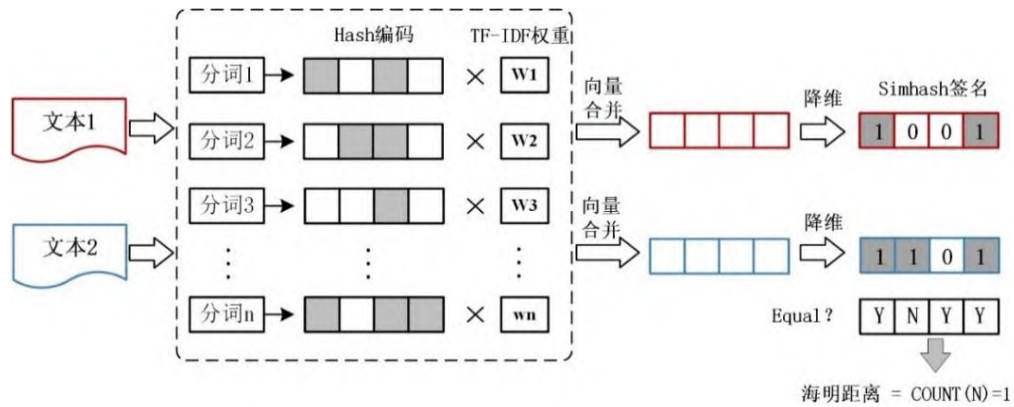 Hash编码 TF-IDF权重
分词1 × W1
向量合并
降维
Simhash签名
文本1
1 0 0 1
分词2 × W2
分词3 × W3
向量合并
降维
文本2
1 1 0 1
⋮ ⋮ ⋮
分词n × wn
Equal? Y N Y Y
海明距离 = COUNT(N)=1